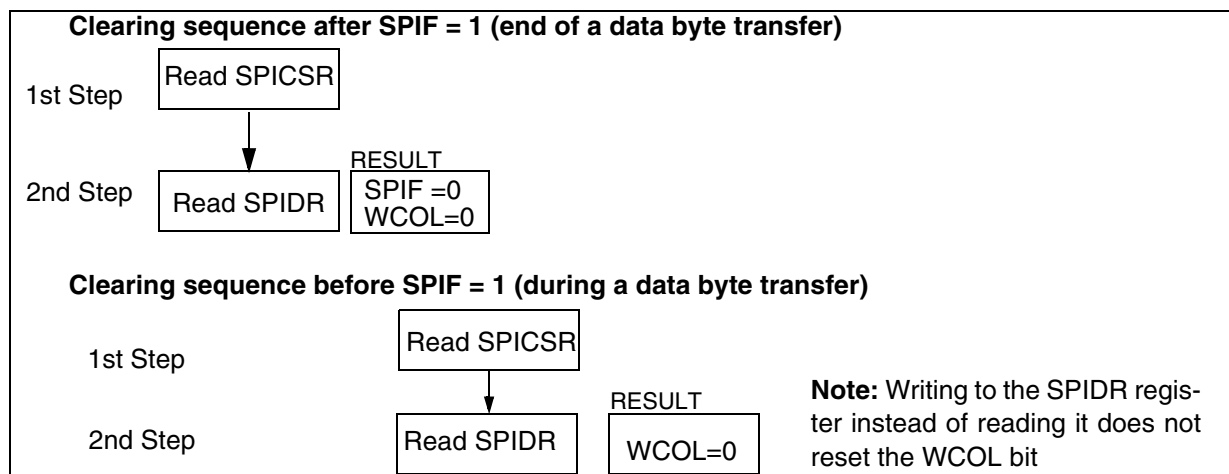 Clearing sequence after SPIF = 1 (end of a data byte transfer)
1st Step
Read SPICSR
2nd Step
Read SPIDR
RESULT
SPIF =0
WCOL=0
Clearing sequence before SPIF = 1 (during a data byte transfer)
1st Step
Read SPICSR
2nd Step
Read SPIDR
RESULT
WCOL=0
Note: Writing to the SPIDR regis-
ter instead of reading it does not
reset the WCOL bit